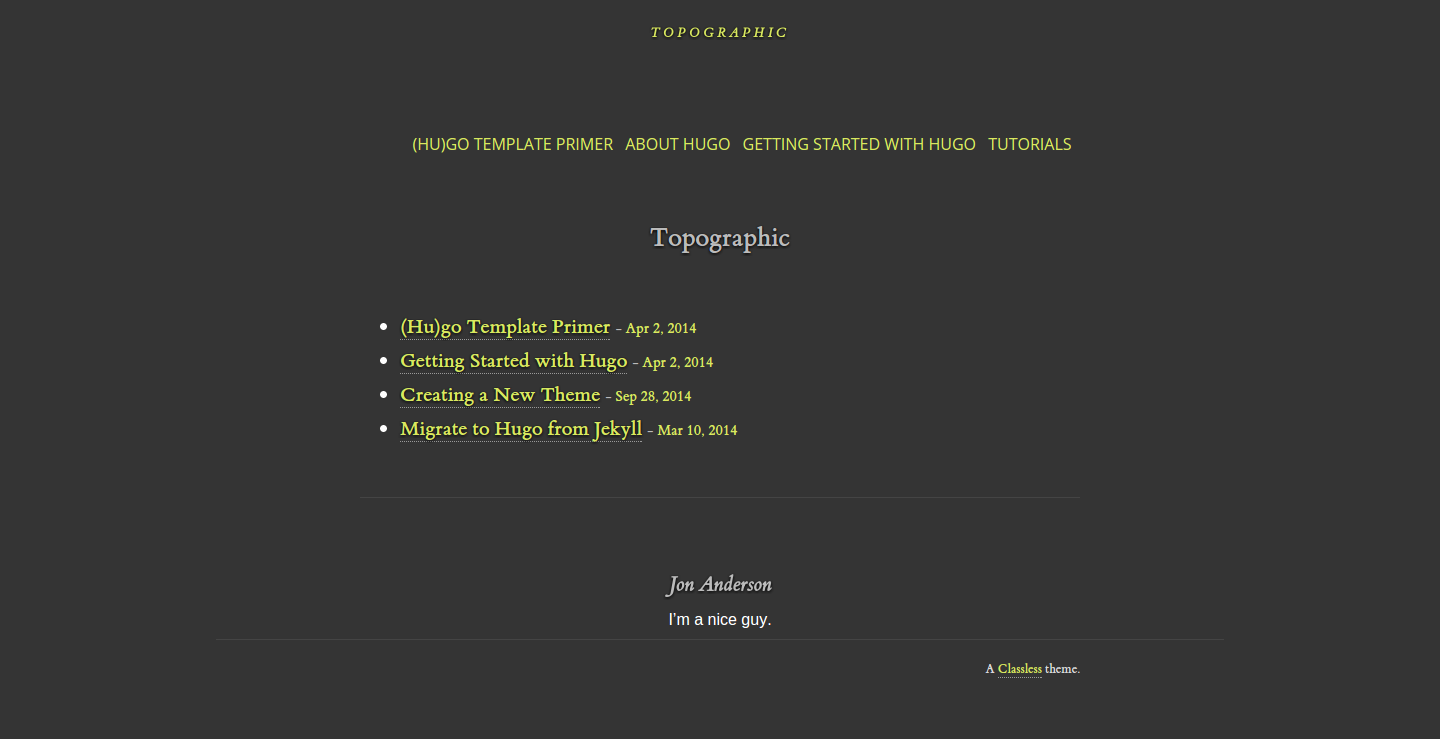 TOPOGRAPHIC
(HU)GO TEMPLATE PRIMER ABOUT HUGO GETTING STARTED WITH HUGO TUTORIALS
Topographic
(Hu)go Template Primer – Apr 2, 2014
Getting Started with Hugo – Apr 2, 2014
Creating a New Theme – Sep 28, 2014
Migrate to Hugo from Jekyll – Mar 10, 2014
Jon Anderson
I'm a nice guy.
A Classless theme.